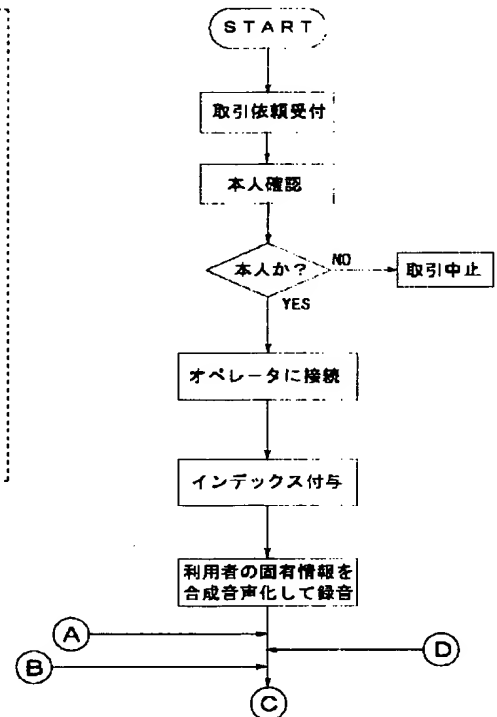 START
取引依頼受付
本人確認
本人か?
NO
取引中止
YES
オペレータに接続
インデックス付与
利用者の固有情報を
合成音声化して録音
A
D
B
C